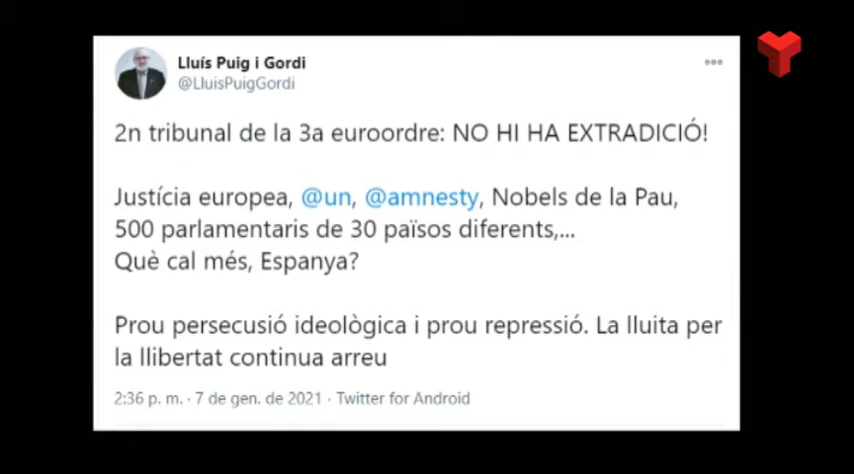 Lluís Puig i Gordi
@LluisPuigGordi
2n tribunal de la 3a euroordre: NO HI HA EXTRADICIÓ!
Justícia europea, @un, @amnesty, Nobels de la Pau,
500 parlamentaris de 30 països diferents,...
Què cal més, Espanya?
Prou persecusió ideològica i prou repressió. La lluita per
la llibertat continua arreu
2:36 p. m. · 7 de gen. de 2021 · Twitter for Android